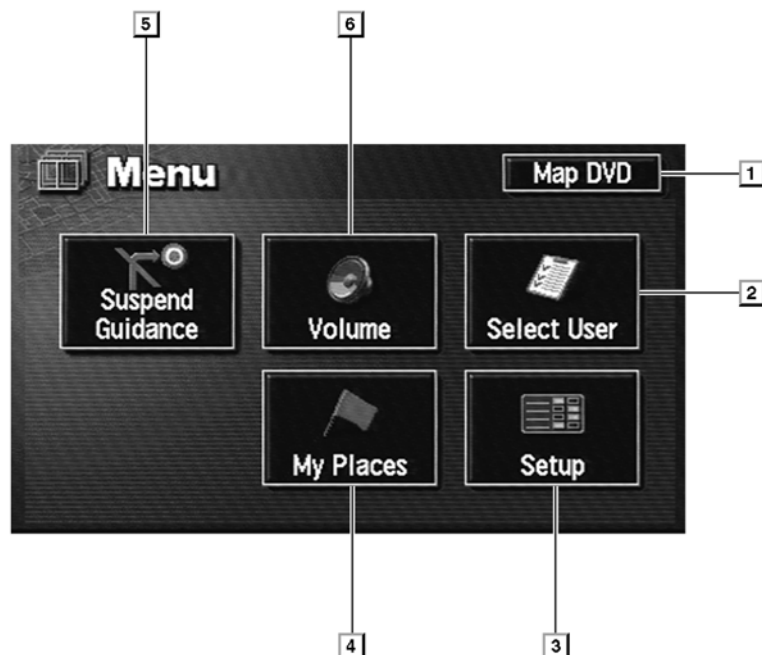 5 6
Menu
Map DVD
1
Suspend
Guidance
Volume
Select User
2
My Places
Setup
4 3